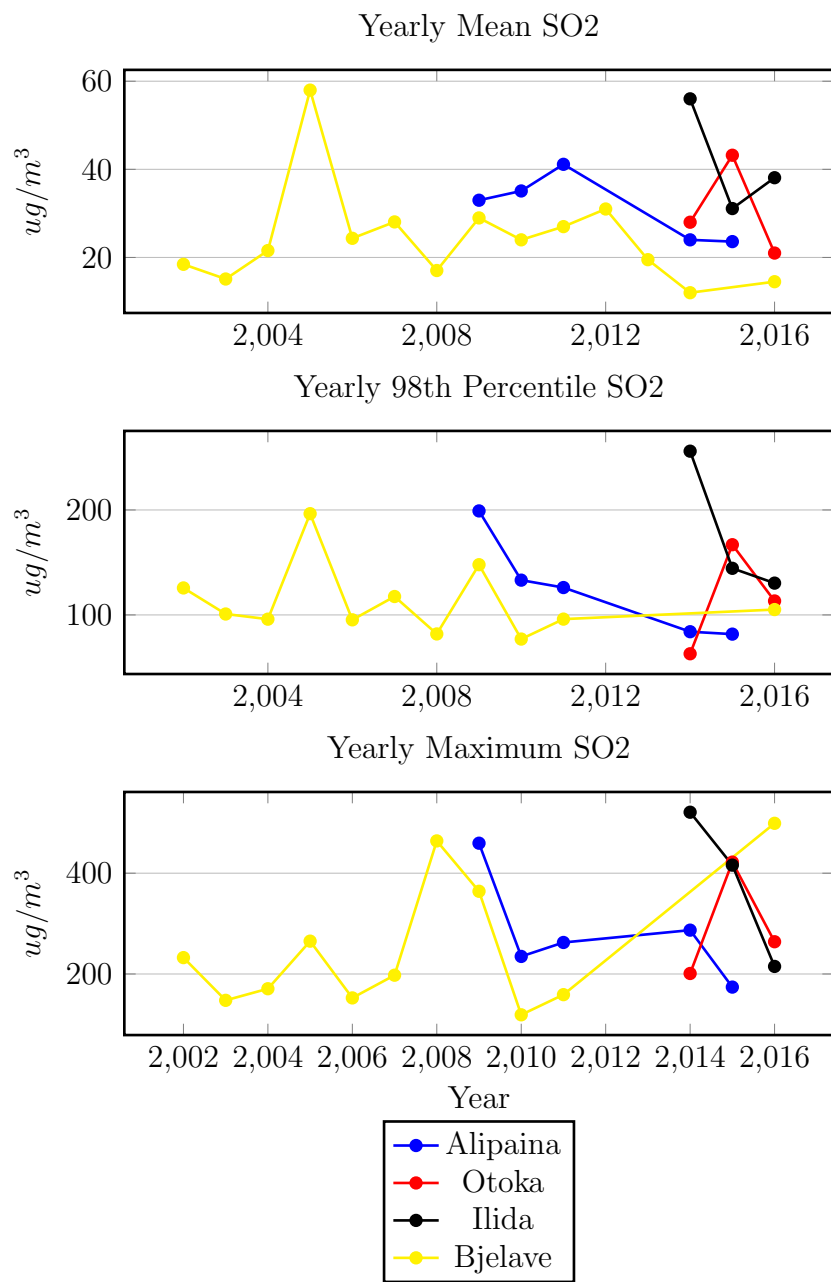 Yearly Mean SO2
60
40
20
ug/m³
2,004 2,008 2,012 2,016
Yearly 98th Percentile SO2
200
100
ug/m³
2,004 2,008 2,012 2,016
Yearly Maximum SO2
400
200
ug/m³
2,002 2,004 2,006 2,008 2,010 2,012 2,014 2,016
Year
Alipaina
Otoka
Ilida
Bjelave